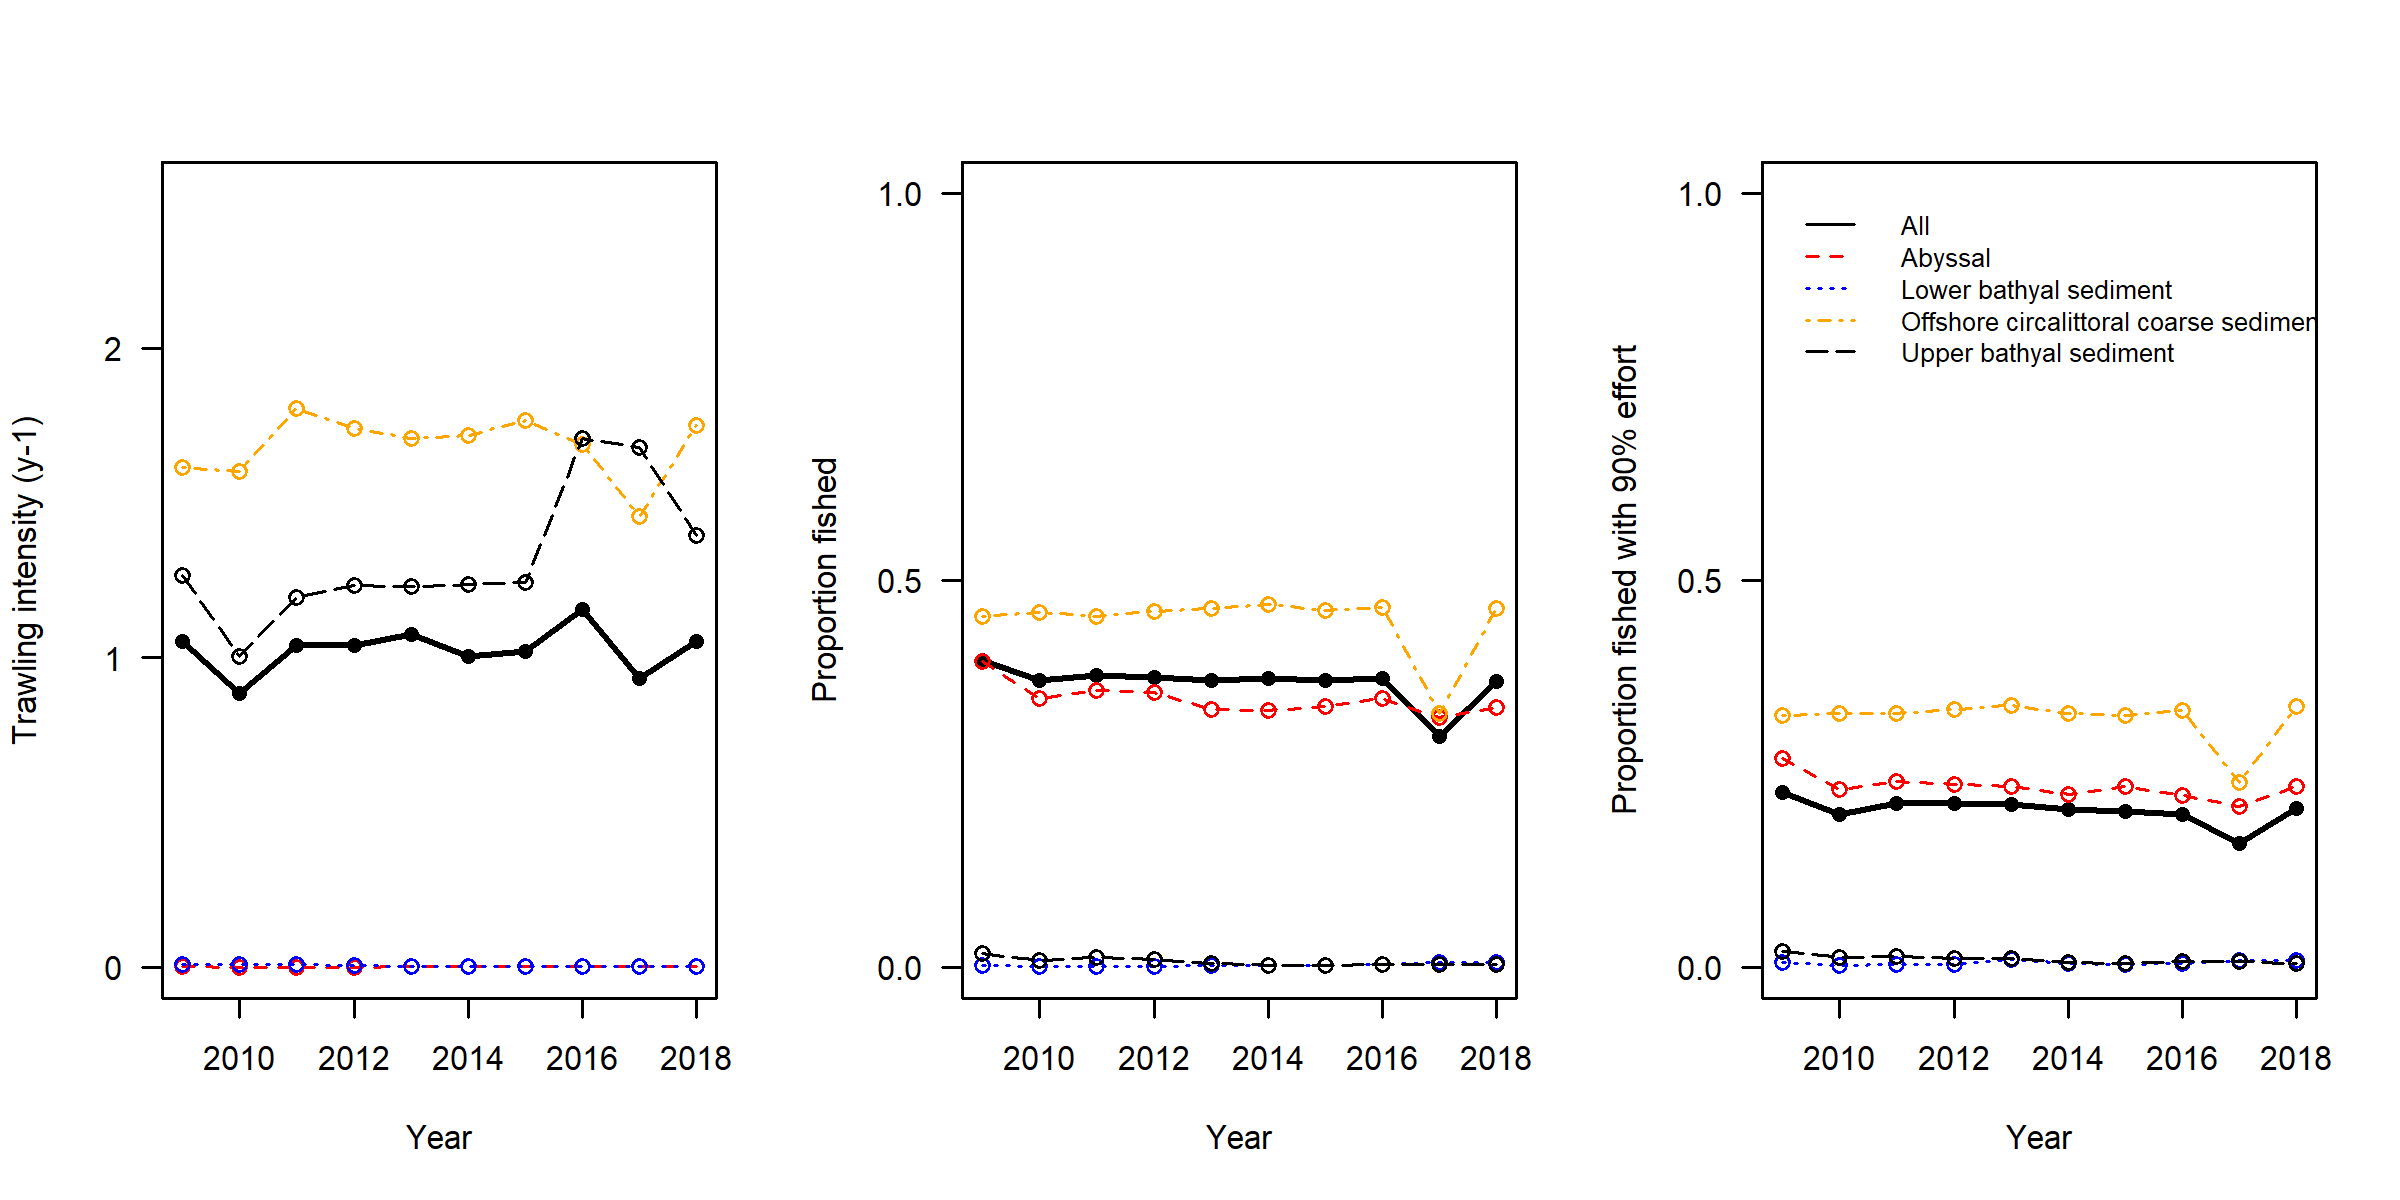 Trawling intensity (y-1)
2
1
0
2010 2012 2014 2016 2018
Year
Proportion fished
1.0
0.5
0.0
2010 2012 2014 2016 2018
Year
Proportion fished with 90% effort
1.0
0.5
0.0
All
Abyssal
Lower bathyal sediment
Offshore circalittoral coarse sedimen
Upper bathyal sediment
2010 2012 2014 2016 2018
Year